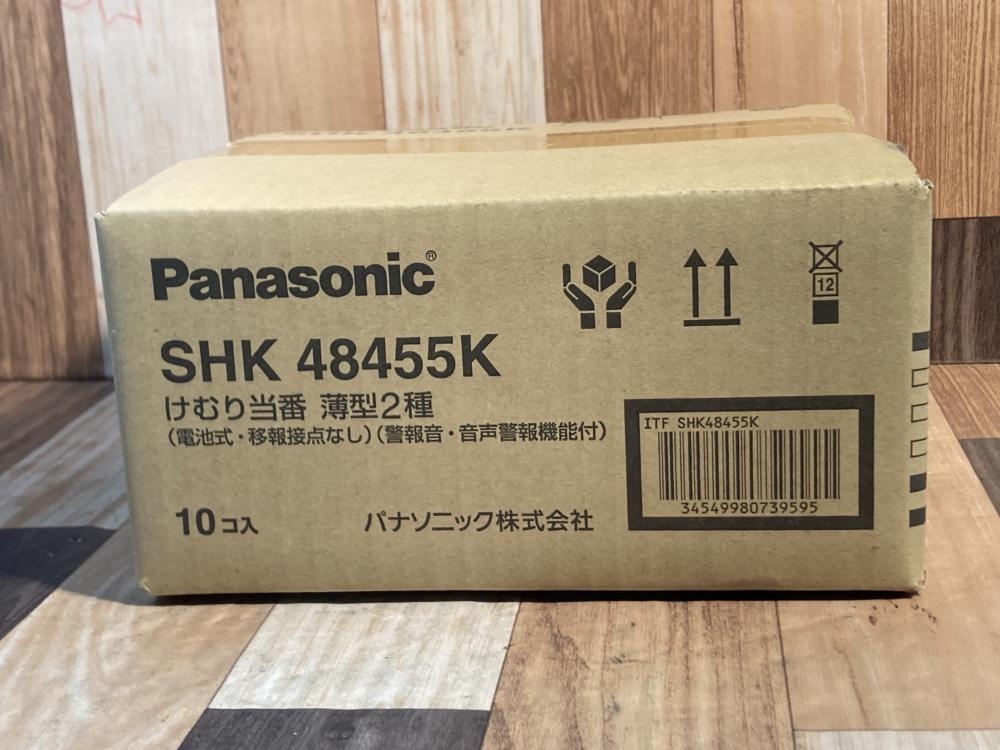 Panasonic®
SHK 48455K
けむり当番 薄型2種
(電池式・移報接点なし)(警報音・音声警報機能付)
10コ入
パナソニック株式会社
12
ITF SHK48455K
34549980739595